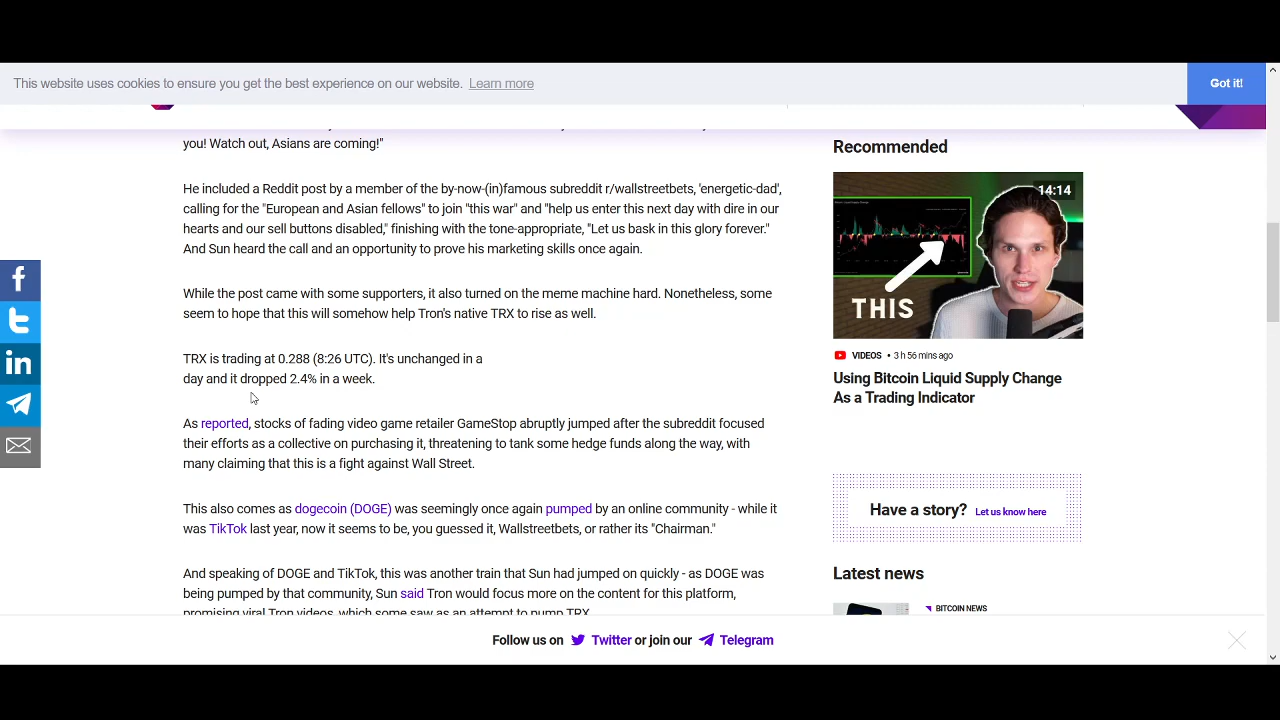 This website uses cookies to ensure you get the best experience on our website. Learn more
Got it!
you! Watch out, Asians are coming!"
He included a Reddit post by a member of the by-now-(in)famous subreddit r/wallstreetbets, 'energetic-dad',
calling for the "European and Asian fellows" to join "this war" and "help us enter this next day with dire in our
hearts and our sell buttons disabled," finishing with the tone-appropriate, "Let us bask in this glory forever."
And Sun heard the call and an opportunity to prove his marketing skills once again.
While the post came with some supporters, it also turned on the meme machine hard. Nonetheless, some
seem to hope that this will somehow help Tron's native TRX to rise as well.
TRX is trading at 0.288 (8:26 UTC). It's unchanged in a
day and it dropped 2.4% in a week.
As reported, stocks of fading video game retailer GameStop abruptly jumped after the subreddit focused
their efforts as a collective on purchasing it, threatening to tank some hedge funds along the way, with
many claiming that this is a fight against Wall Street.
This also comes as dogecoin (DOGE) was seemingly once again pumped by an online community - while it
was TikTok last year, now it seems to be, you guessed it, Wallstreetbets, or rather its "Chairman."
And speaking of DOGE and TikTok, this was another train that Sun had jumped on quickly - as DOGE was
being pumped by that community, Sun said Tron would focus more on the content for this platform,
promising viral Tron videos, which some saw as an attempt to pump TRX.
Recommended
14:14
THIS
VIDEOS • 3 h 56 mins ago
Using Bitcoin Liquid Supply Change
As a Trading Indicator
Have a story? Let us know here
Latest news
BITCOIN NEWS
Follow us on Twitter or join our Telegram